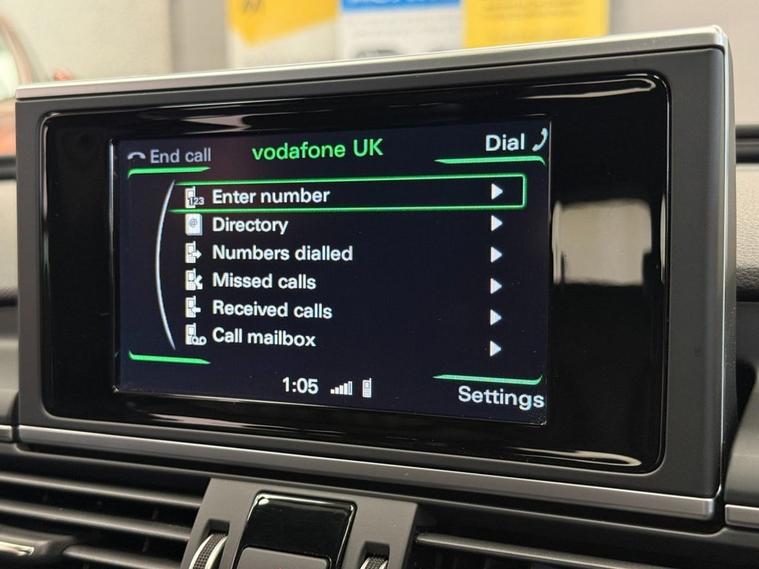 End call vodafone UK Dial
Enter number
Directory
Numbers dialled
Missed calls
Received calls
Call mailbox
1:05
Settings